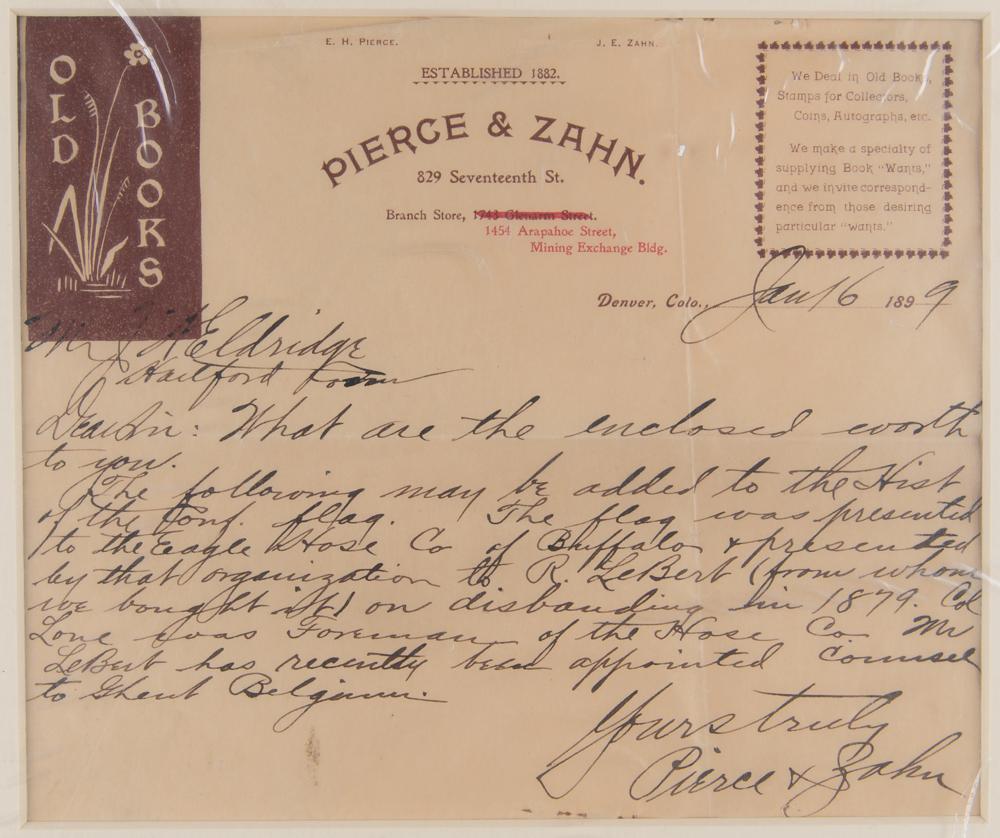 OLD BOOKS
E. H. PIERCE.
J. E. ZAHN.
ESTABLISHED 1882.
PIERCE & ZAHN.
829 Seventeenth St.
Branch Store, 1743 Glenarm Street.
1454 Arapahoe Street,
Mining Exchange Bldg.
We Deal in Old Books,
Stamps for Collectors,
Coins, Autographs, etc.
We make a specialty of
supplying Book "Wants,"
and we invite correspond-
ence from those desiring
particular "wants."
Denver, Colo., Jan 16 1899
Mr J H Eldridge
Hartford Conn
Dear Sir: What are the enclosed worth
to you.
The following may be added to the Hist
of the Conf. flag. The flag was presented
to the Eagle Hose Co of Buffalo & presented
by that organization to R. LeBert (from whom
we bought it) on disbanding in 1879. Col
Lone was Foreman of the Hose Co. Mr
LeBert has recently been appointed Counsel
to Ghent Belgium.
Yours truly
Pierce & Zahn